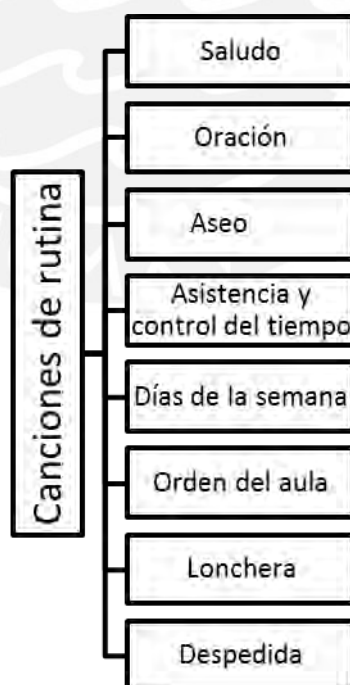 Canciones de rutina
Saludo
Oración
Aseo
Asistencia y
control del tiempo
Días de la semana
Orden del aula
Lonchera
Despedida